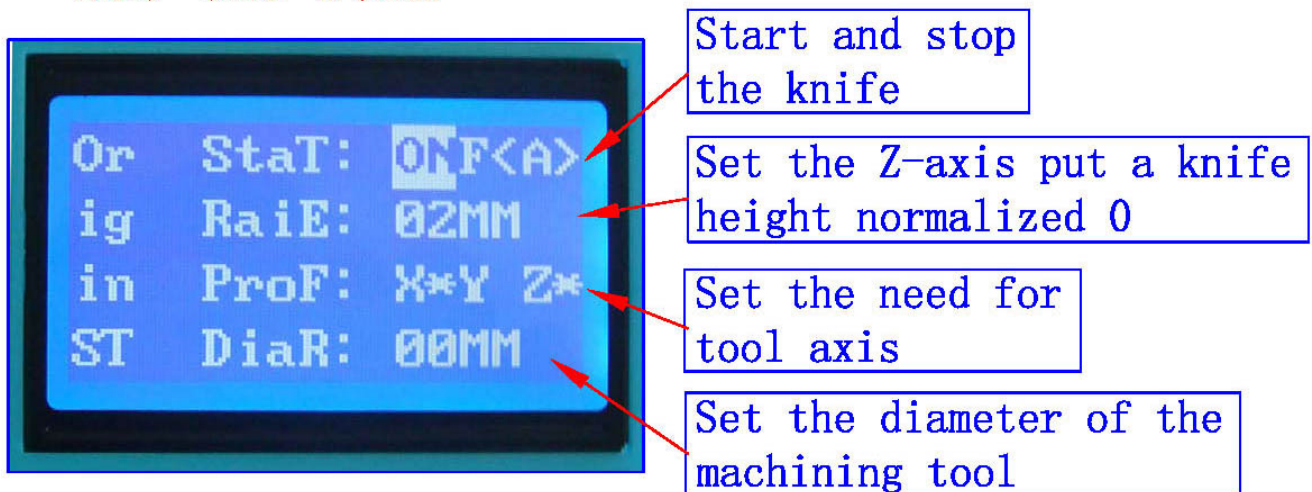 Or StaT: ONF<A>
ig RaiE: 02MM
in ProF: X*Y Z*
ST DiaR: 00MM
Start and stop
the knife
Set the Z-axis put a knife
height normalized 0
Set the need for
tool axis
Set the diameter of the
machining tool